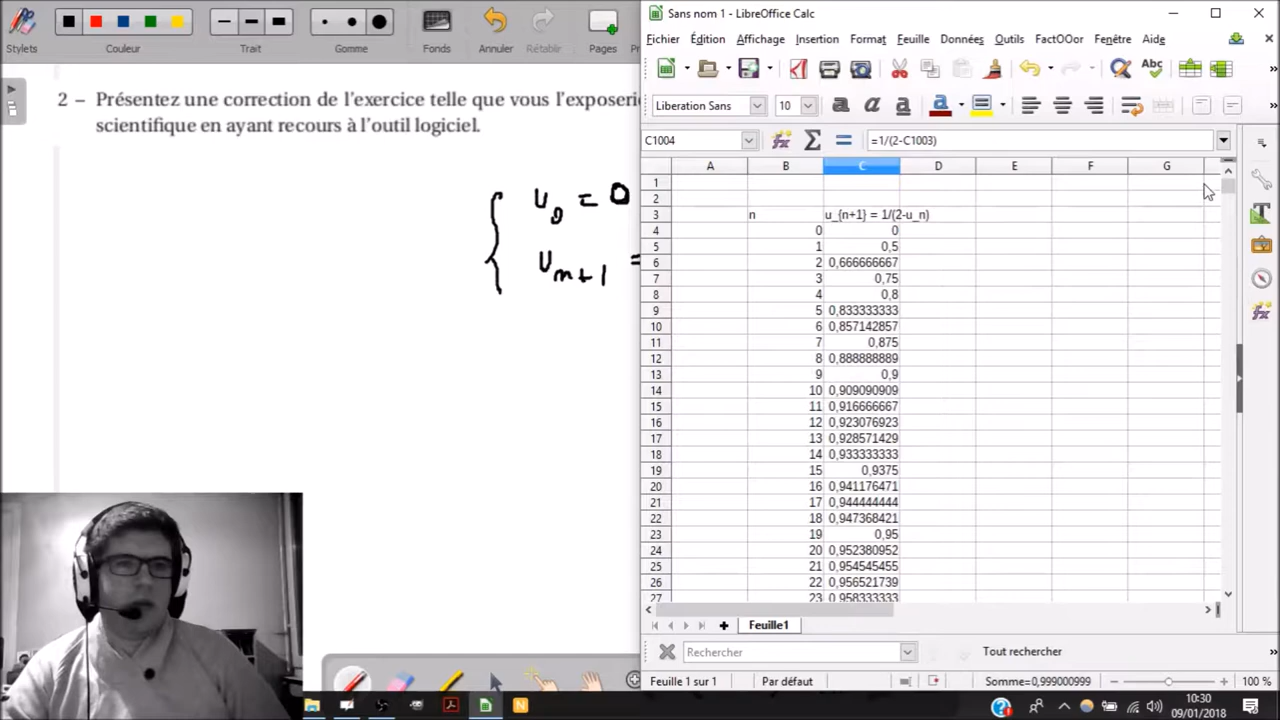 Sans nom 1 - LibreOffice Calc
Stylets Couleur Trait Gomme Fonds Annuler Rétablir Pages
Fichier Édition Affichage Insertion Format Feuille Données Outils FactOOor Fenêtre Aide
Liberation Sans 10
C1004 =1/(2-C1003)
2 – Présentez une correction de l'exercice telle que vous l'exposerie
scientifique en ayant recours à l'outil logiciel.
u0 = 0
un+1 =
A B C D E F G
1
2
3 n u_{n+1} = 1/(2-u_n)
4 0 0
5 1 0,5
6 2 0,666666667
7 3 0,75
8 4 0,8
9 5 0,833333333
10 6 0,857142857
11 7 0,875
12 8 0,888888889
13 9 0,9
14 10 0,909090909
15 11 0,916666667
16 12 0,923076923
17 13 0,928571429
18 14 0,933333333
19 15 0,9375
20 16 0,941176471
21 17 0,944444444
22 18 0,947368421
23 19 0,95
24 20 0,952380952
25 21 0,954545455
26 22 0,956521739
27 23 0,958333333
Feuille1
Rechercher Tout rechercher
Feuille 1 sur 1 Par défaut Somme=0,999000999 100 %
10:30
09/01/2018